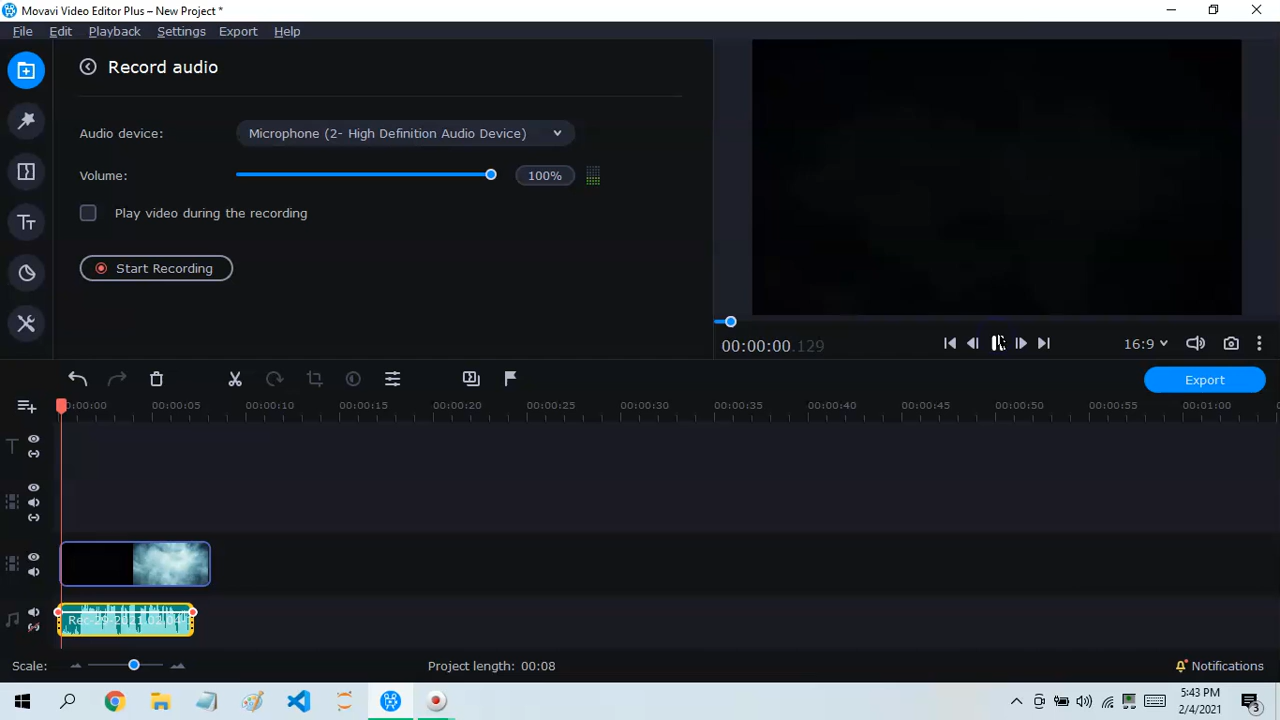 Movavi Video Editor Plus – New Project *
File Edit Playback Settings Export Help
Record audio
Audio device: Microphone (2- High Definition Audio Device)
Volume: 100%
Play video during the recording
Start Recording
00:00:00.129
16:9
Export
00:00:05 00:00:10 00:00:15 00:00:20 00:00:25 00:00:30 00:00:35 00:00:40 00:00:45 00:00:50 00:00:55 00:01:00
Scale: Project length: 00:08 Notifications
5:43 PM
2/4/2021
3